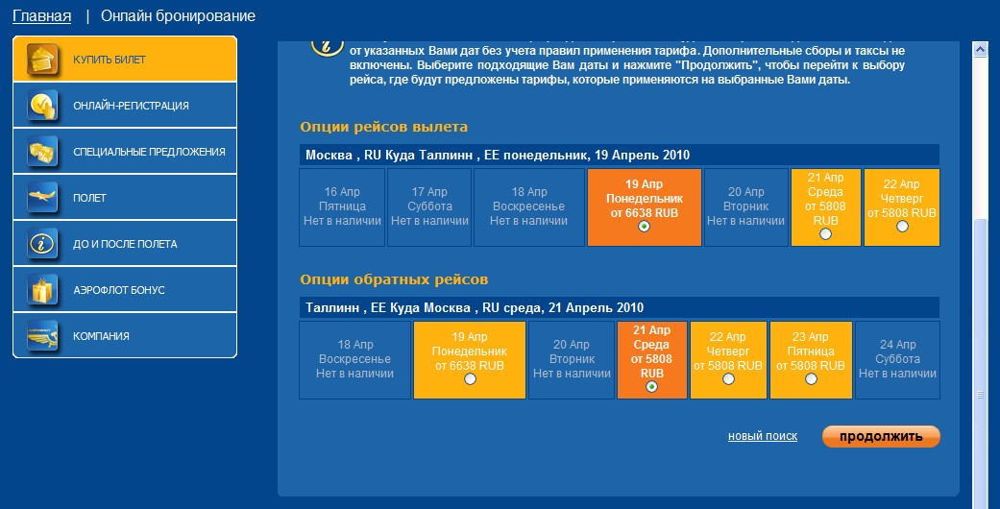 Главная | Онлайн бронирование
КУПИТЬ БИЛЕТ
ОНЛАЙН-РЕГИСТРАЦИЯ
СПЕЦИАЛЬНЫЕ ПРЕДЛОЖЕНИЯ
ПОЛЕТ
ДО И ПОСЛЕ ПОЛЕТА
АЭРОФЛОТ БОНУС
КОМПАНИЯ
от указанных Вами дат без учета правил применения тарифа. Дополнительные сборы и таксы не
включены. Выберите подходящие Вам даты и нажмите "Продолжить", чтобы перейти к выбору
рейса, где будут предложены тарифы, которые применяются на выбранные Вами даты.
Опции рейсов вылета
Москва , RU Куда Таллинн , EE понедельник, 19 Апрель 2010
16 Апр
Пятница
Нет в наличии
17 Апр
Суббота
Нет в наличии
18 Апр
Воскресенье
Нет в наличии
19 Апр
Понедельник
от 6638 RUB
20 Апр
Вторник
Нет в наличии
21 Апр
Среда
от 5808
RUB
22 Апр
Четверг
от 5808 RUB
Опции обратных рейсов
Таллинн , EE Куда Москва , RU среда, 21 Апрель 2010
18 Апр
Воскресенье
Нет в наличии
19 Апр
Понедельник
от 6638 RUB
20 Апр
Вторник
Нет в наличии
21 Апр
Среда
от 5808
RUB
22 Апр
Четверг
от 5808 RUB
23 Апр
Пятница
от 5808 RUB
24 Апр
Суббота
Нет в наличии
новый поиск
продолжить